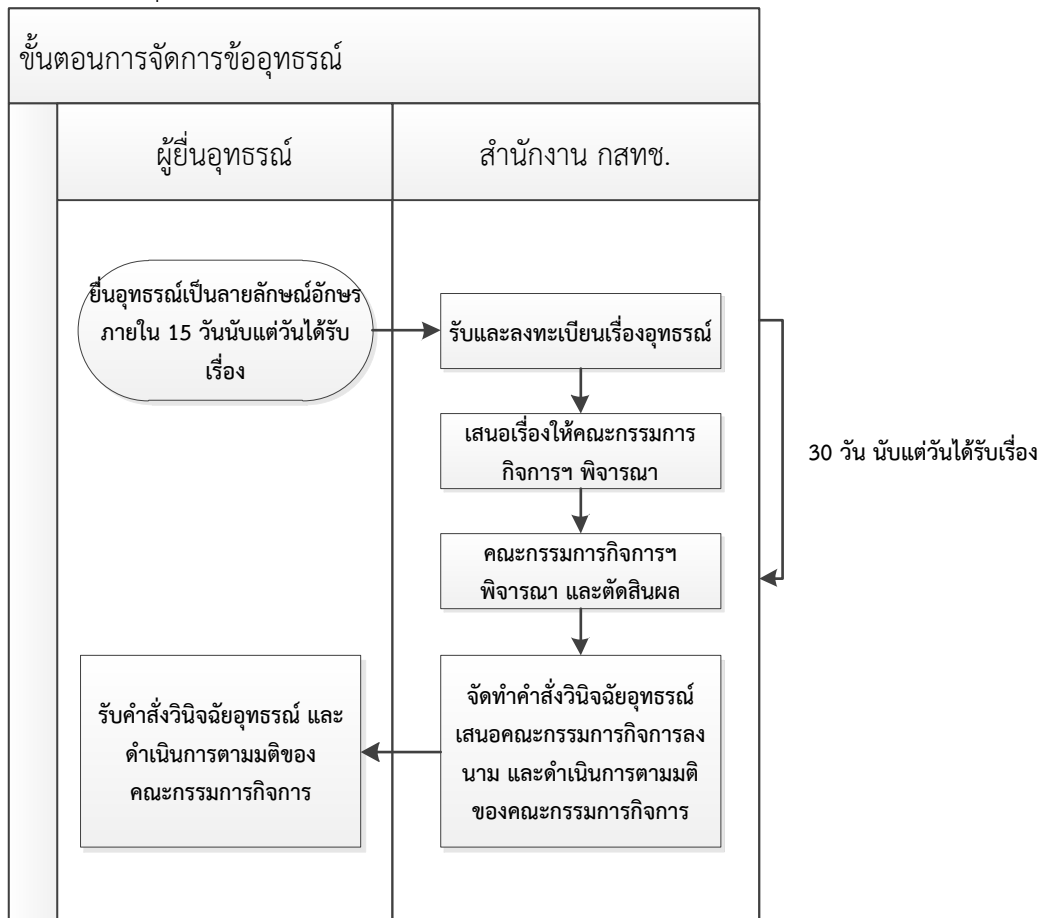 ขั้นตอนการจัดการข้ออุทธรณ์
ผู้ยื่นอุทธรณ์
สำนักงาน กสทช.
ยื่นอุทธรณ์เป็นลายลักษณ์อักษร
ภายใน 15 วันนับแต่วันได้รับ
เรื่อง
รับและลงทะเบียนเรื่องอุทธรณ์
เสนอเรื่องให้คณะกรรมการ
กิจการฯ พิจารณา
30 วัน นับแต่วันได้รับเรื่อง
คณะกรรมการกิจการฯ
พิจารณา และตัดสินผล
จัดทำคำสั่งวินิจฉัยอุทธรณ์
เสนอคณะกรรมการกิจการลง
นาม และดำเนินการตามมติ
ของคณะกรรมการกิจการ
รับคำสั่งวินิจฉัยอุทธรณ์ และ
ดำเนินการตามมติของ
คณะกรรมการกิจการ